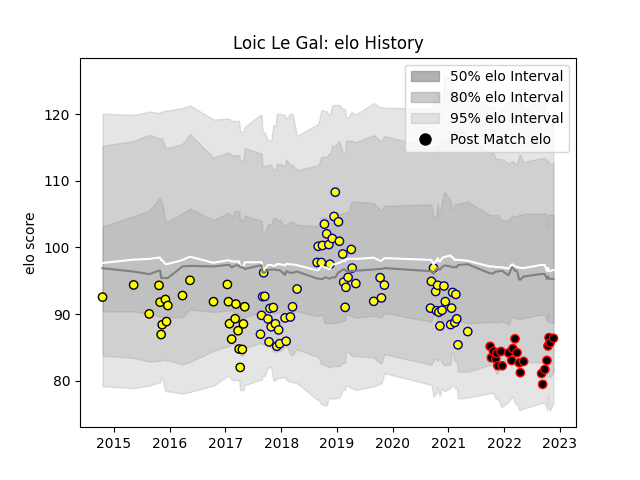 Loic Le Gal: elo History
50% elo Interval
80% elo Interval
95% elo Interval
Post Match elo
elo score
120
110
100
90
80
2015 2016 2017 2018 2019 2020 2021 2022 2023